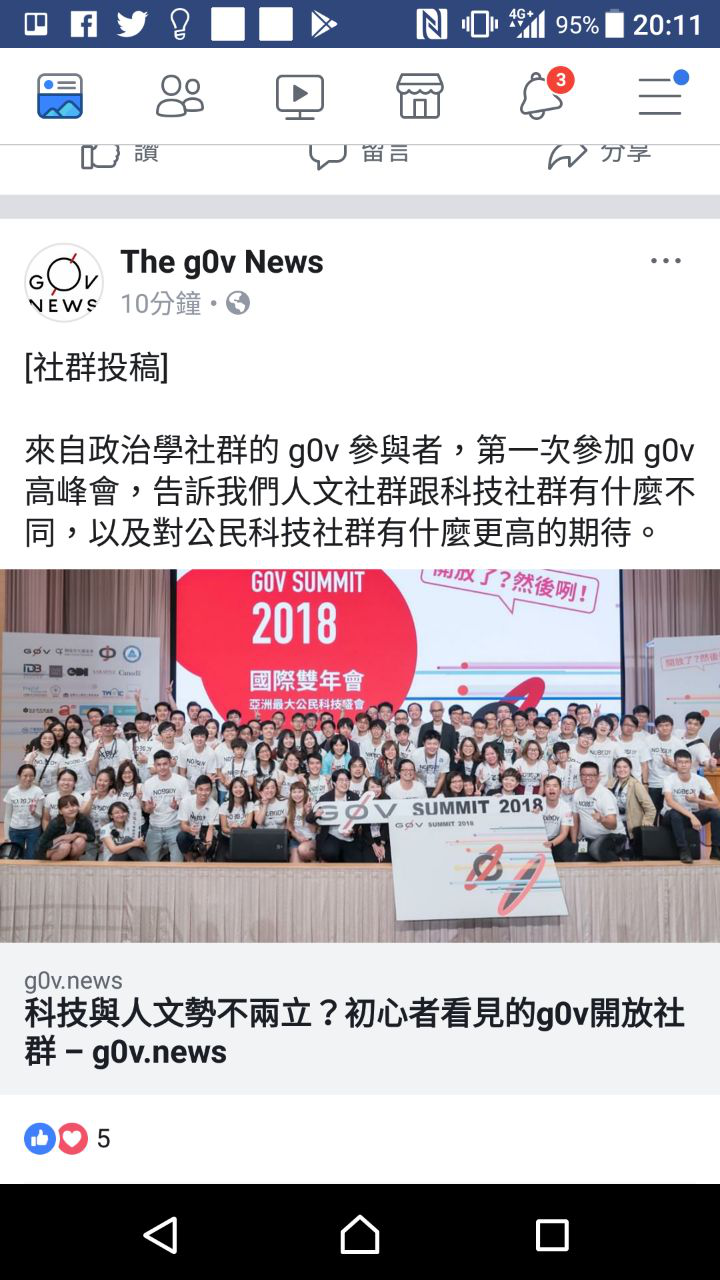 4G+ 95% 20:11
3
讚 留言 分享
GOV NEWS
The g0v News
10分鐘
[社群投稿]
來自政治學社群的 g0v 參與者，第一次參加 g0v
高峰會，告訴我們人文社群跟科技社群有什麼不
同，以及對公民科技社群有什麼更高的期待。
G0V SUMMIT
2018
國際雙年會
亞洲最大公民科技盛會
開放了？然後咧！
IDB
Canada
GØV SUMMIT 2018
GØV SUMMIT 2018
g0v.news
科技與人文勢不兩立？初心者看見的g0v開放社
群 – g0v.news
5